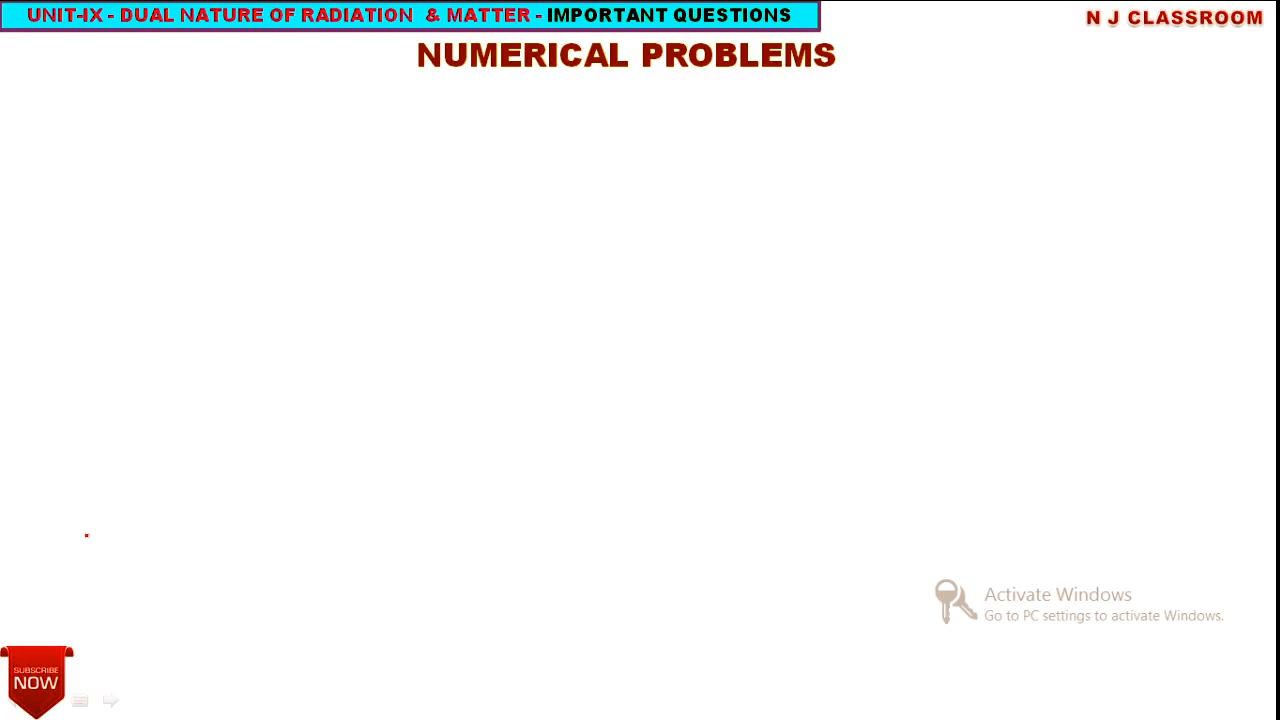 UNIT-IX - DUAL NATURE OF RADIATION & MATTER - IMPORTANT QUESTIONS
N J CLASSROOM
NUMERICAL PROBLEMS
Activate Windows
Go to PC settings to activate Windows.
SUBSCRIBE
NOW